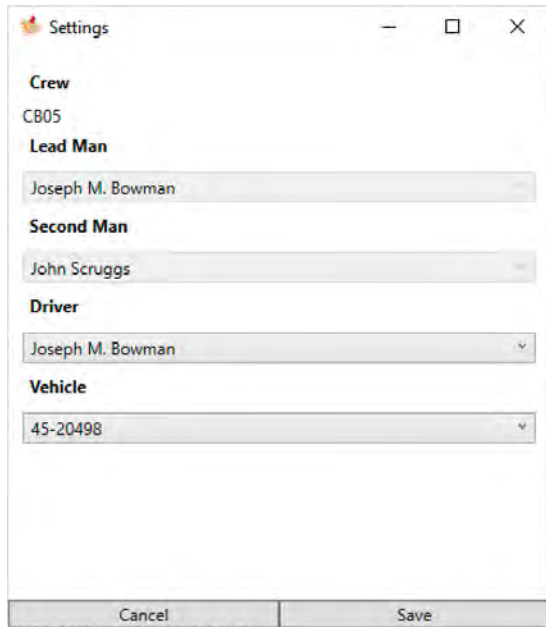 Settings
Crew
CB05
Lead Man
Joseph M. Bowman
Second Man
John Scruggs
Driver
Joseph M. Bowman
Vehicle
45-20498
Cancel Save